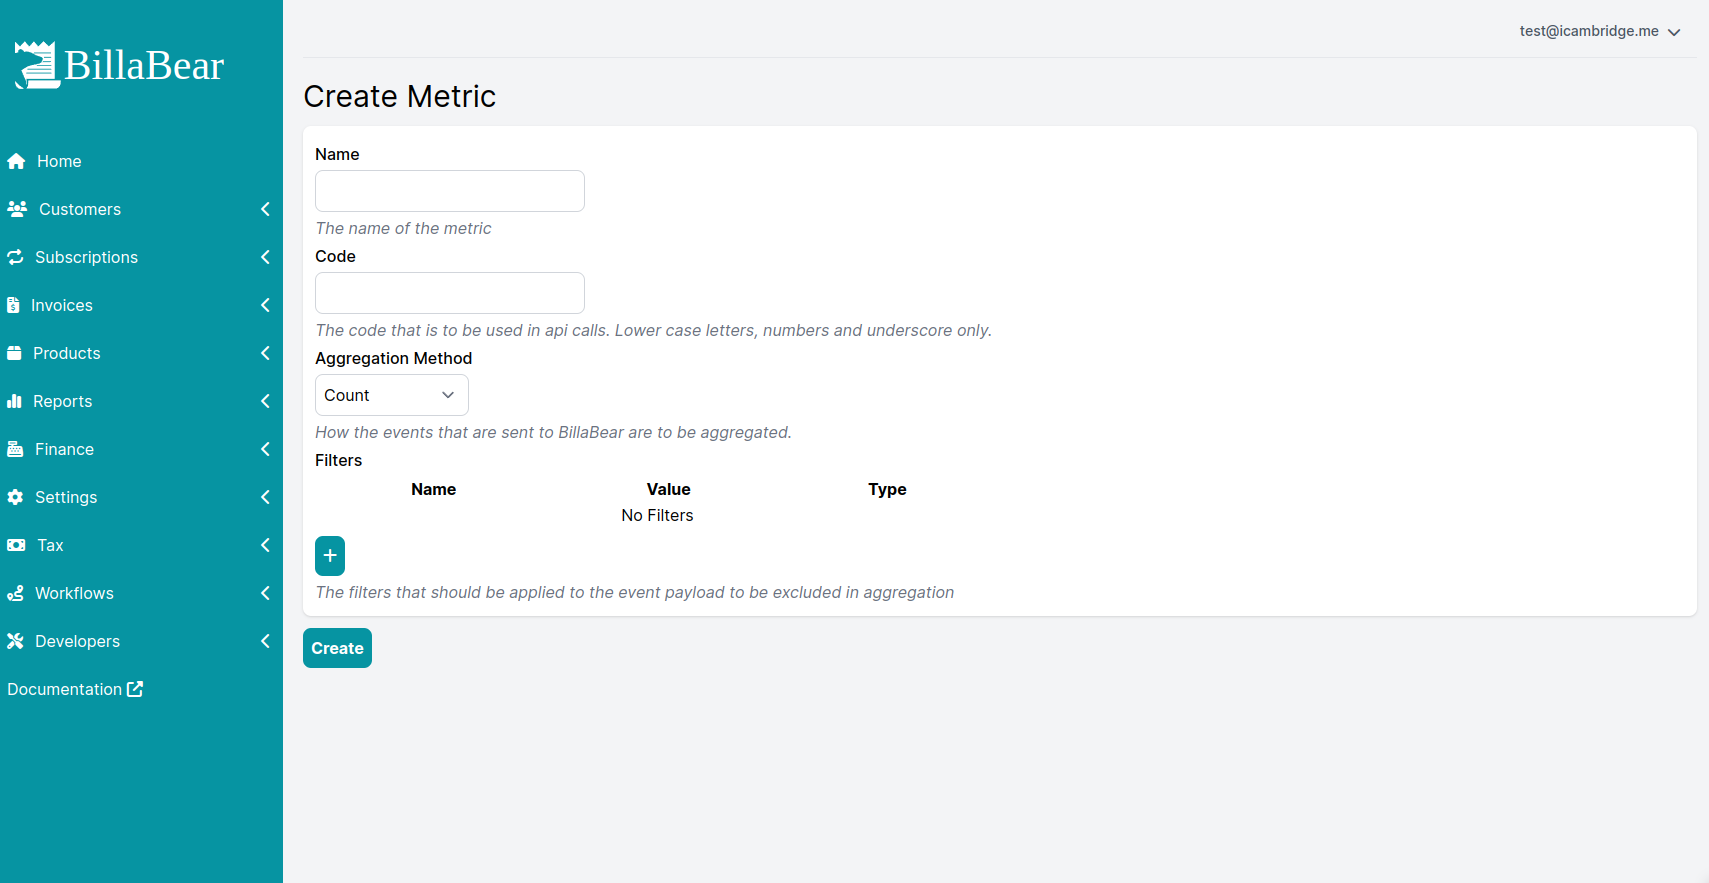 BillaBear
test@icambridge.me
Home
Customers
Subscriptions
Invoices
Products
Reports
Finance
Settings
Tax
Workflows
Developers
Documentation
Create Metric
Name
The name of the metric
Code
The code that is to be used in api calls. Lower case letters, numbers and underscore only.
Aggregation Method
Count
How the events that are sent to BillaBear are to be aggregated.
Filters
Name Value Type
No Filters
+
The filters that should be applied to the event payload to be excluded in aggregation
Create